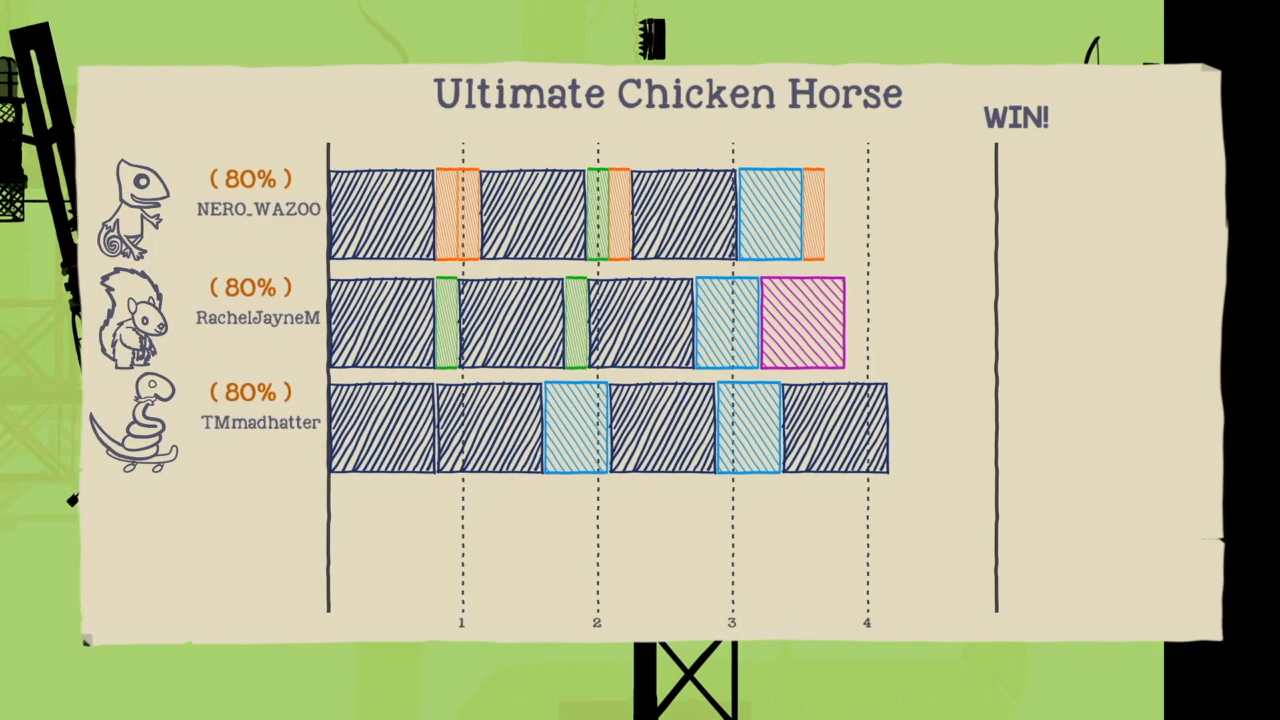 Ultimate Chicken Horse
WIN!
( 80% )
NERO_WAZOO
( 80% )
RachelJayneM
( 80% )
TMmadhatter
1 2 3 4